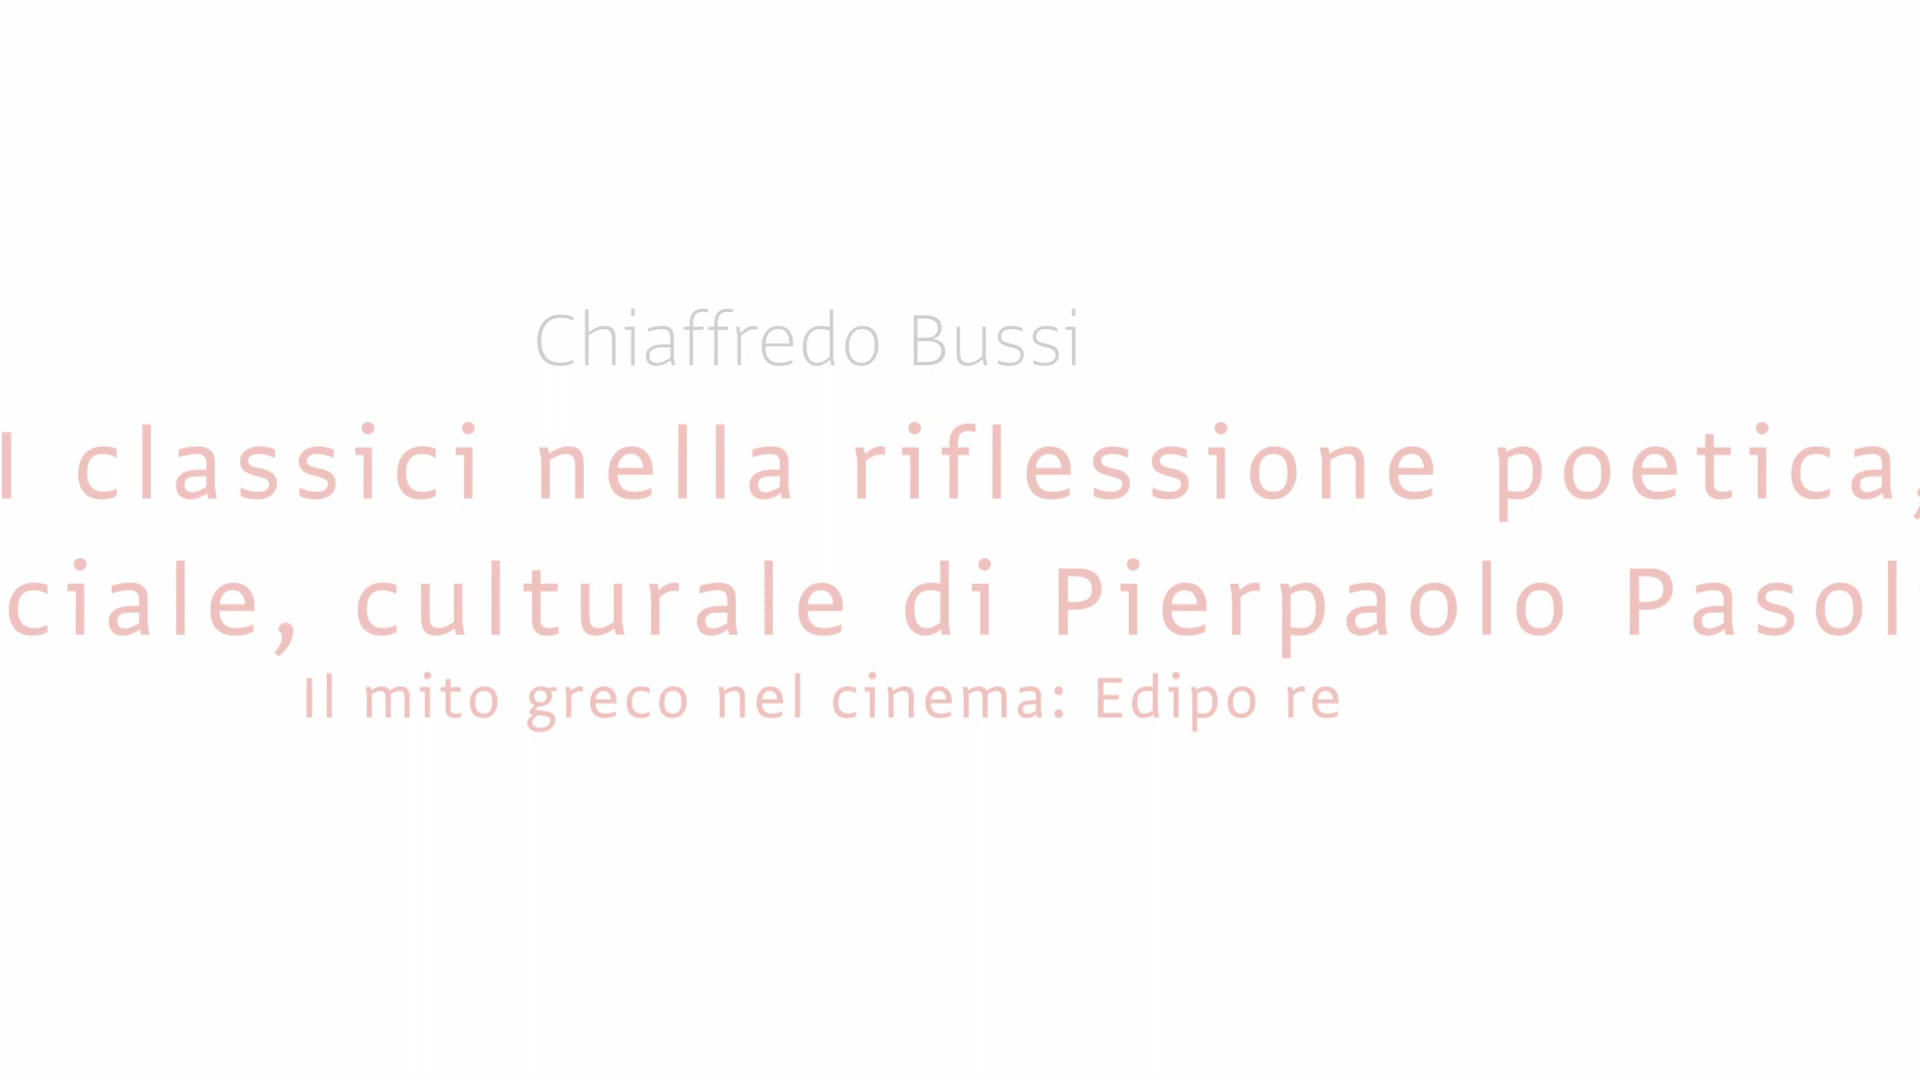 Chiaffredo Bussi
I classici nella riflessione poetica,
ciale, culturale di Pierpaolo Pasol
Il mito greco nel cinema: Edipo re